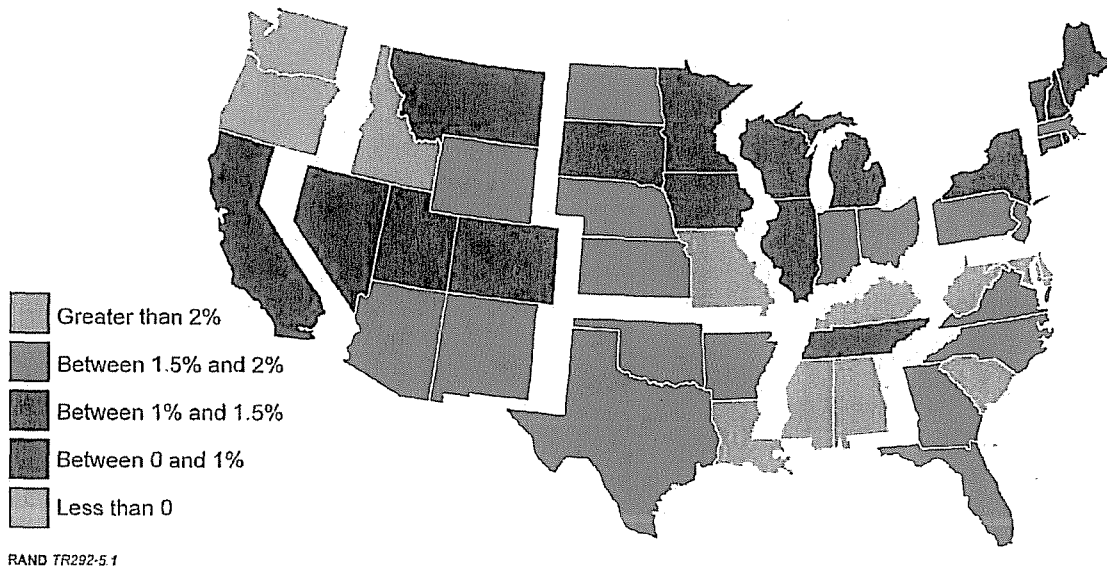 Greater than 2%
Between 1.5% and 2%
Between 1% and 1.5%
Between 0 and 1%
Less than 0
RAND TR292-5.1